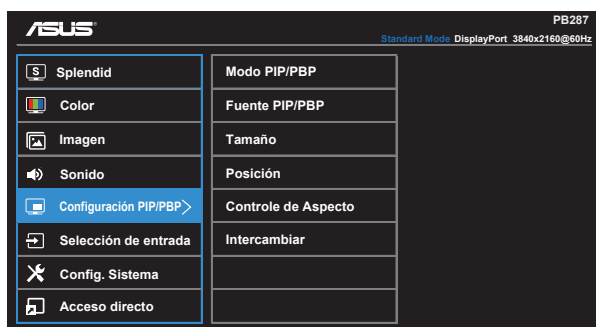 ASUS
PB287
Standard Mode DisplayPort 3840x2160@60Hz
S Splendid
Color
Imagen
Sonido
Configuración PIP/PBP
Selección de entrada
Config. Sistema
Acceso directo
Modo PIP/PBP
Fuente PIP/PBP
Tamaño
Posición
Controle de Aspecto
Intercambiar